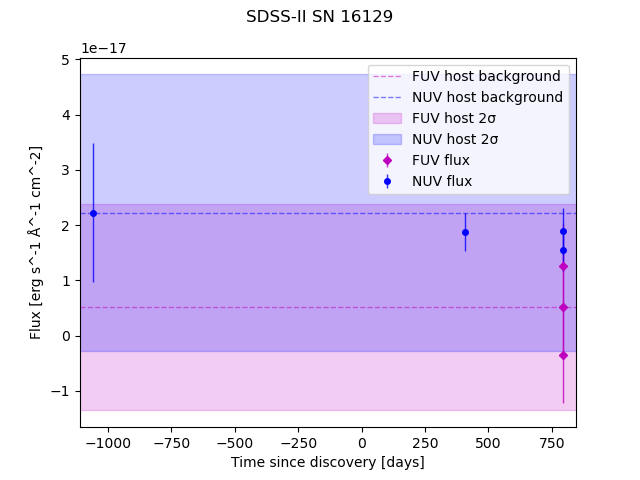 SDSS-II SN 16129
1e−17
5
4
3
2
1
0
−1
Flux [erg s^-1 Å^-1 cm^-2]
FUV host background
NUV host background
FUV host 2σ
NUV host 2σ
FUV flux
NUV flux
−1000 −750 −500 −250 0 250 500 750
Time since discovery [days]